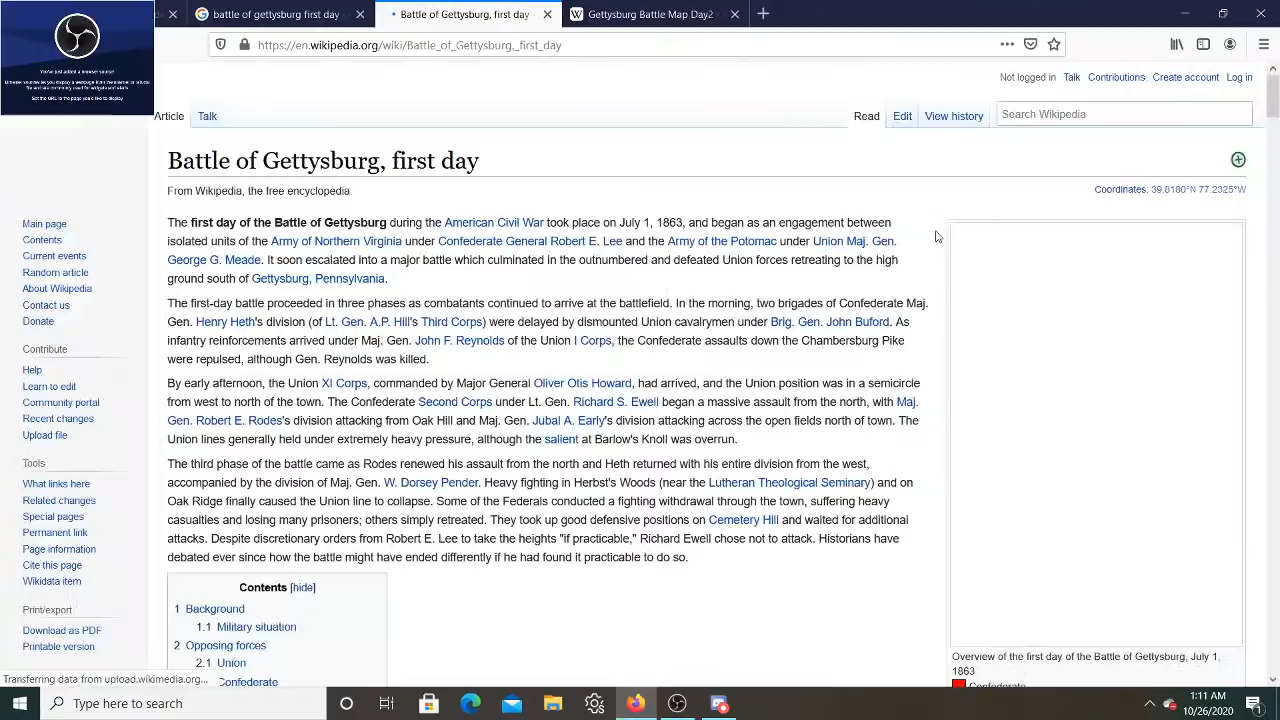 battle of gettysburg first day -
Battle of Gettysburg, first day -
Gettysburg Battle Map Day2 -
https://en.wikipedia.org/wiki/Battle_of_Gettysburg,_first_day
You've just added a browser source!
Not logged in Talk Contributions Create account Log in
Article Talk Read Edit View history Search Wikipedia
Battle of Gettysburg, first day
From Wikipedia, the free encyclopedia
Coordinates: 39.8180°N 77.2325°W
Main page
Contents
Current events
Random article
About Wikipedia
Contact us
Donate
Contribute
Help
Learn to edit
Community portal
Recent changes
Upload file
Tools
What links here
Related changes
Special pages
Permanent link
Page information
Cite this page
Wikidata item
Print/export
Download as PDF
Printable version
The first day of the Battle of Gettysburg during the American Civil War took place on July 1, 1863, and began as an engagement between
isolated units of the Army of Northern Virginia under Confederate General Robert E. Lee and the Army of the Potomac under Union Maj. Gen.
George G. Meade. It soon escalated into a major battle which culminated in the outnumbered and defeated Union forces retreating to the high
ground south of Gettysburg, Pennsylvania.
The first-day battle proceeded in three phases as combatants continued to arrive at the battlefield. In the morning, two brigades of Confederate Maj.
Gen. Henry Heth's division (of Lt. Gen. A.P. Hill's Third Corps) were delayed by dismounted Union cavalrymen under Brig. Gen. John Buford. As
infantry reinforcements arrived under Maj. Gen. John F. Reynolds of the Union I Corps, the Confederate assaults down the Chambersburg Pike
were repulsed, although Gen. Reynolds was killed.
By early afternoon, the Union XI Corps, commanded by Major General Oliver Otis Howard, had arrived, and the Union position was in a semicircle
from west to north of the town. The Confederate Second Corps under Lt. Gen. Richard S. Ewell began a massive assault from the north, with Maj.
Gen. Robert E. Rodes's division attacking from Oak Hill and Maj. Gen. Jubal A. Early's division attacking across the open fields north of town. The
Union lines generally held under extremely heavy pressure, although the salient at Barlow's Knoll was overrun.
The third phase of the battle came as Rodes renewed his assault from the north and Heth returned with his entire division from the west,
accompanied by the division of Maj. Gen. W. Dorsey Pender. Heavy fighting in Herbst's Woods (near the Lutheran Theological Seminary) and on
Oak Ridge finally caused the Union line to collapse. Some of the Federals conducted a fighting withdrawal through the town, suffering heavy
casualties and losing many prisoners; others simply retreated. They took up good defensive positions on Cemetery Hill and waited for additional
attacks. Despite discretionary orders from Robert E. Lee to take the heights "if practicable," Richard Ewell chose not to attack. Historians have
debated ever since how the battle might have ended differently if he had found it practicable to do so.
Contents [hide]
1 Background
1.1 Military situation
2 Opposing forces
2.1 Union
Confederate
Overview of the first day of the Battle of Gettysburg, July 1,
1863
Confederate
Transferring data from upload.wikimedia.org...
Type here to search
1:11 AM
10/26/2020